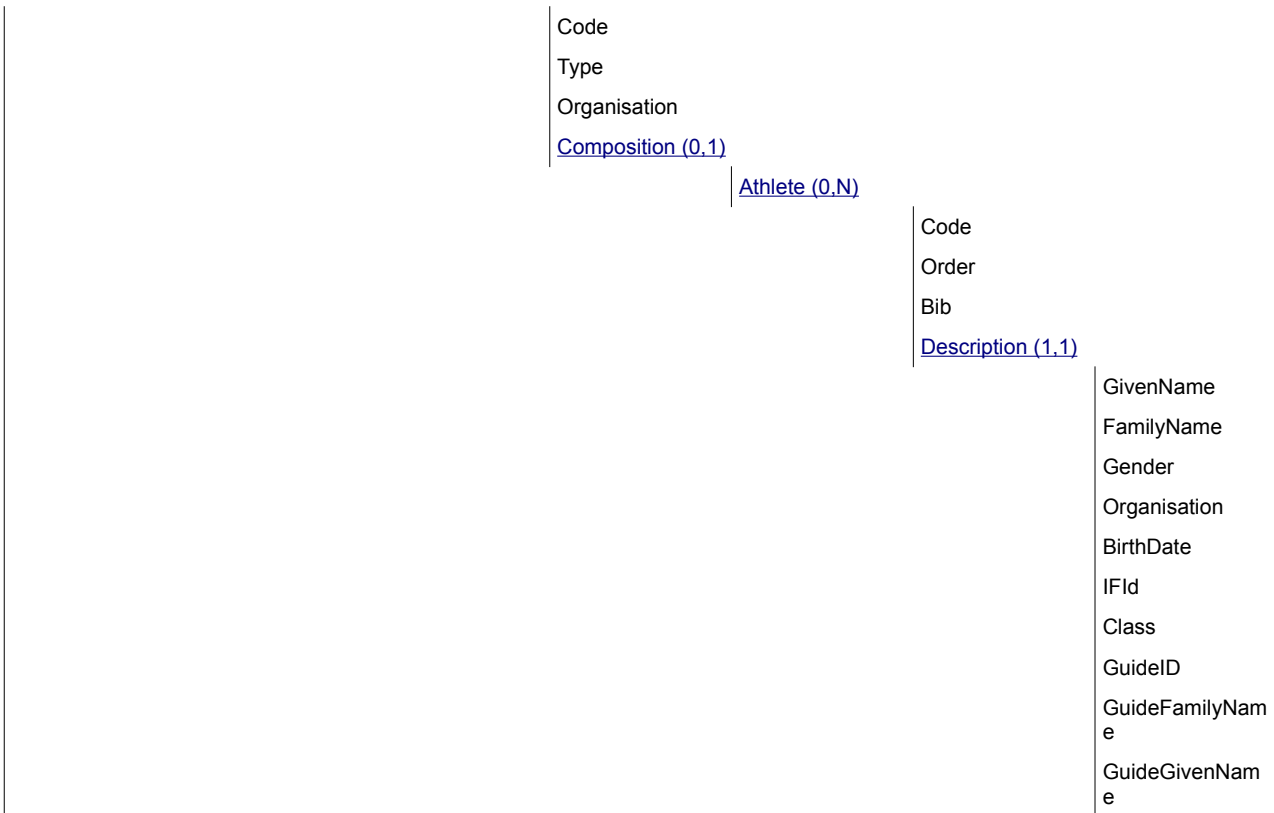 Code
Type
Organisation
Composition (0,1)
Athlete (0,N)
Code
Order
Bib
Description (1,1)
GivenName
FamilyName
Gender
Organisation
BirthDate
IFId
Class
GuideID
GuideFamilyNam
e
GuideGivenNam
e